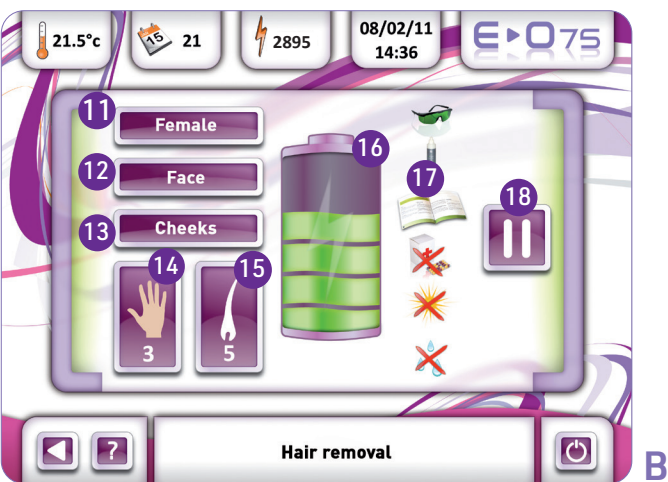 21.5°c
15
21
2895
08/02/11
14:36
E▸O75
11
Female
12
Face
13
Cheeks
14
3
15
5
16
17
18
?
Hair removal
B